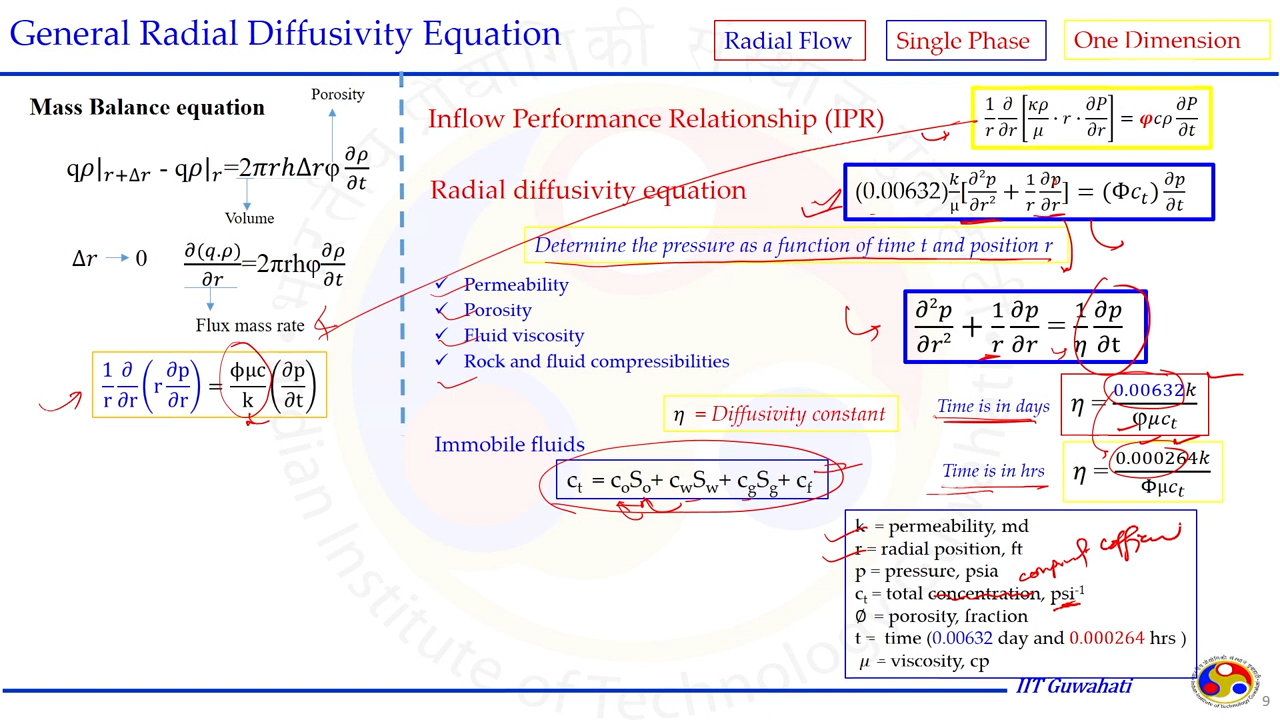 General Radial Diffusivity Equation
Radial Flow
Single Phase
One Dimension
Mass Balance equation
Porosity
qρ|r+Δr - qρ|r=2πrhΔrφ ∂ρ/∂t
Volume
Δr → 0 ∂(q.ρ)/∂r=2πrhφ ∂ρ/∂t
Flux mass rate
1/r ∂/∂r (r ∂p/∂r) = ϕμc/k (∂p/∂t)
Inflow Performance Relationship (IPR)
1/r ∂/∂r [κρ/μ · r · ∂P/∂r] = φcρ ∂P/∂t
Radial diffusivity equation
(0.00632) k/μ [∂²p/∂r² + 1/r ∂p/∂r] = (Φct) ∂p/∂t
Determine the pressure as a function of time t and position r
✓ Permeability
✓ Porosity
✓ Fluid viscosity
✓ Rock and fluid compressibilities
∂²p/∂r² + 1/r ∂p/∂r = 1/η ∂p/∂t
η = Diffusivity constant
Time is in days
η = 0.00632k/φμct
Immobile fluids
ct = coSo+ cwSw+ cgSg+ cf
Time is in hrs
η = 0.000264k/Φμct
k = permeability, md
r = radial position, ft
p = pressure, psia
ct = total concentration, psi-1
∅ = porosity, fraction
t = time (0.00632 day and 0.000264 hrs )
μ = viscosity, cp
IIT Guwahati
9